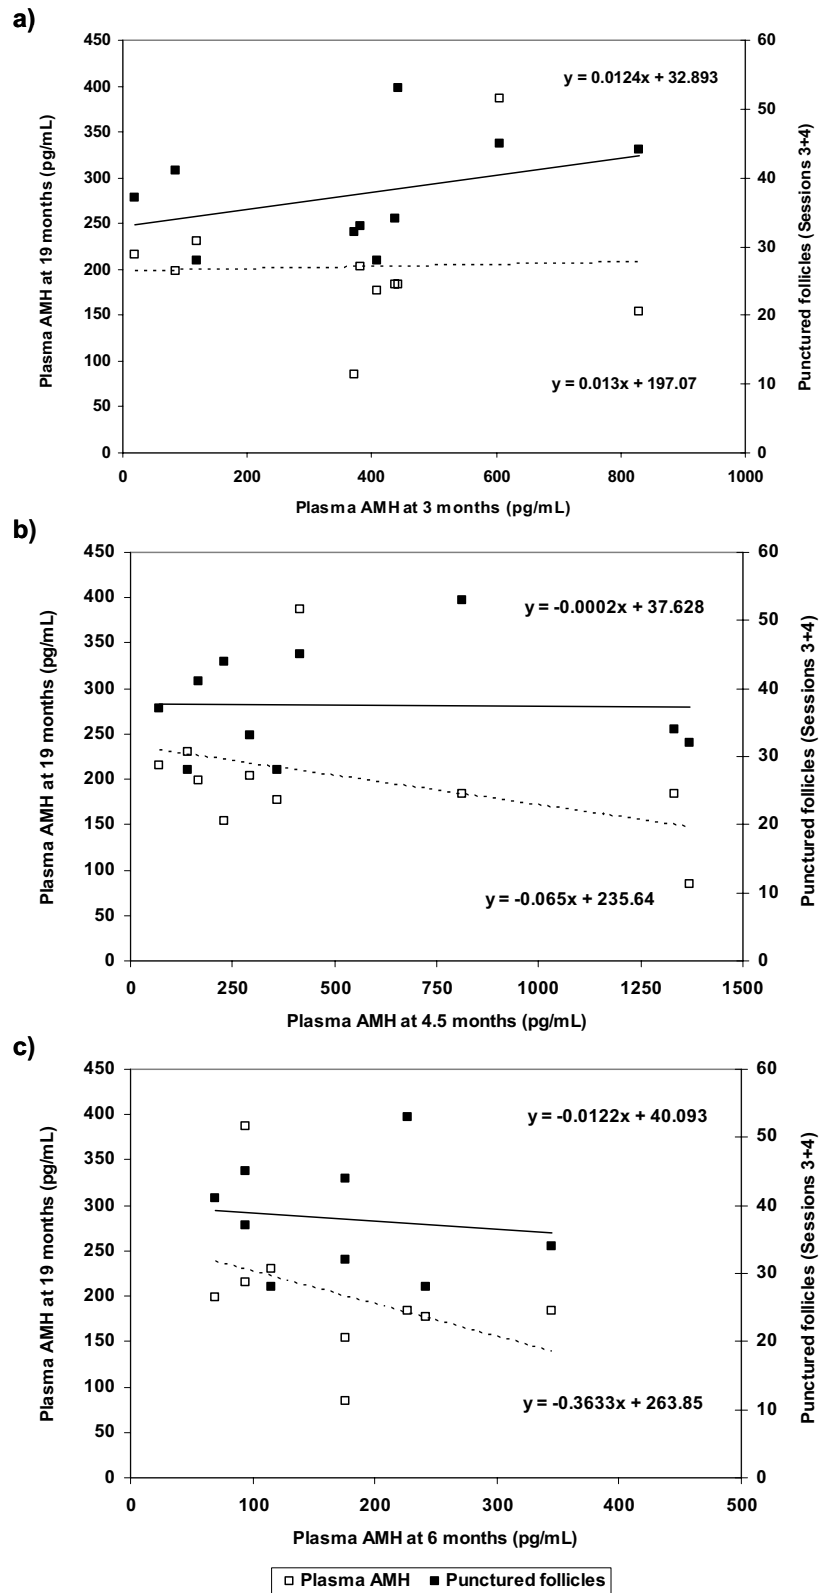 a)
450
400
350
300
250
200
150
100
50
0
60
50
40
30
20
10
0
y = 0.0124x + 32.893
y = 0.013x + 197.07
Plasma AMH at 19 months (pg/mL)
Punctured follicles (Sessions 3+4)
0 200 400 600 800 1000
Plasma AMH at 3 months (pg/mL)
b)
450
400
350
300
250
200
150
100
50
0
60
50
40
30
20
10
0
y = -0.0002x + 37.628
y = -0.065x + 235.64
Plasma AMH at 19 months (pg/mL)
Punctured follicles (Sessions 3+4)
0 250 500 750 1000 1250 1500
Plasma AMH at 4.5 months (pg/mL)
c)
450
400
350
300
250
200
150
100
50
0
60
50
40
30
20
10
0
y = -0.0122x + 40.093
y = -0.3633x + 263.85
Plasma AMH at 19 months (pg/mL)
Punctured follicles (Sessions 3+4)
0 100 200 300 400 500
Plasma AMH at 6 months (pg/mL)
Plasma AMH Punctured follicles